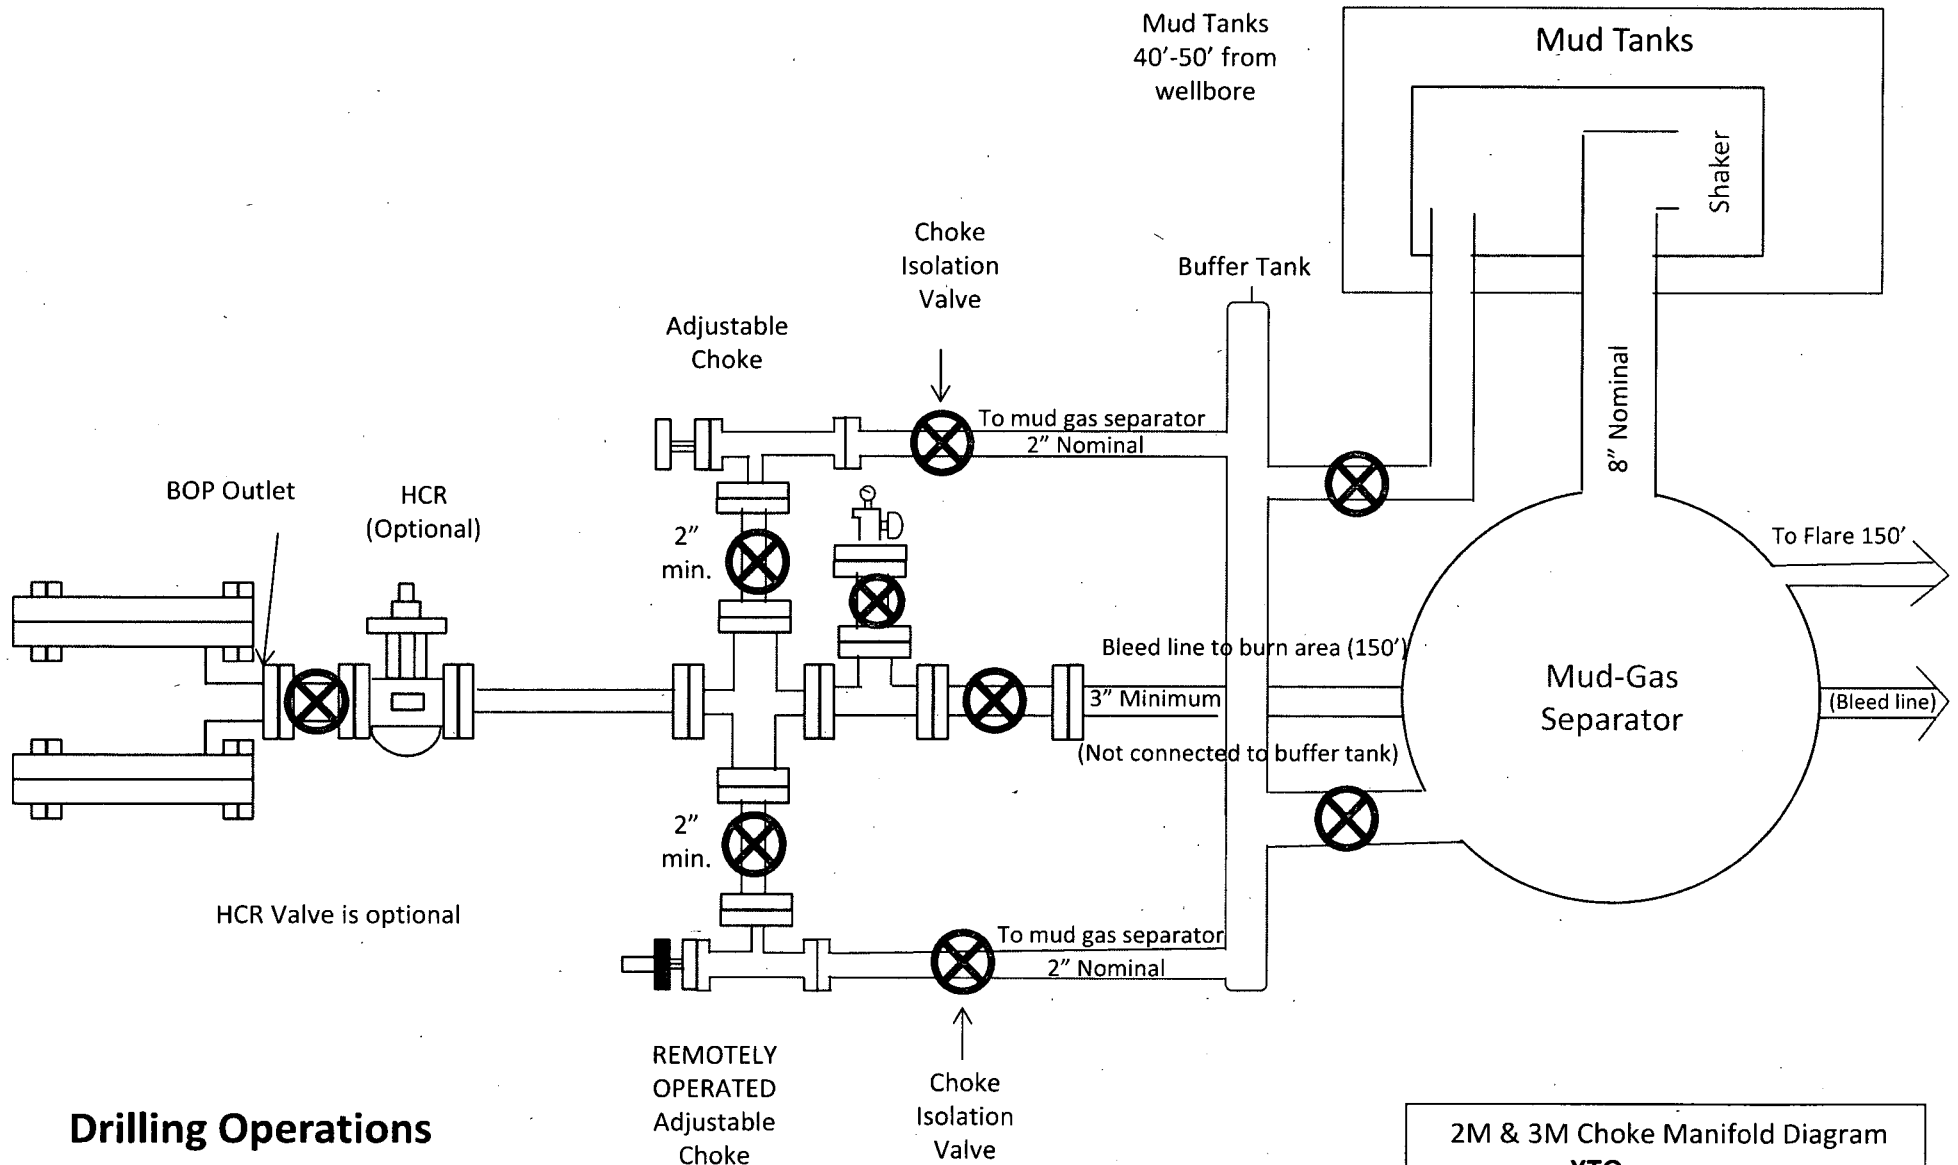 Mud Tanks
40’-50’ from
wellbore
Mud Tanks
Shaker
Choke
Isolation
Valve
Buffer Tank
Adjustable
Choke
To mud gas separator
2” Nominal
8” Nominal
BOP Outlet
HCR
(Optional)
2”
min.
To Flare 150’
Bleed line to burn area (150’)
3” Minimum
(Not connected to buffer tank)
Mud-Gas
Separator
(Bleed line)
2”
min.
HCR Valve is optional
To mud gas separator
2” Nominal
REMOTELY
OPERATED
Adjustable
Choke
Choke
Isolation
Valve
Drilling Operations
2M & 3M Choke Manifold Diagram
XTO